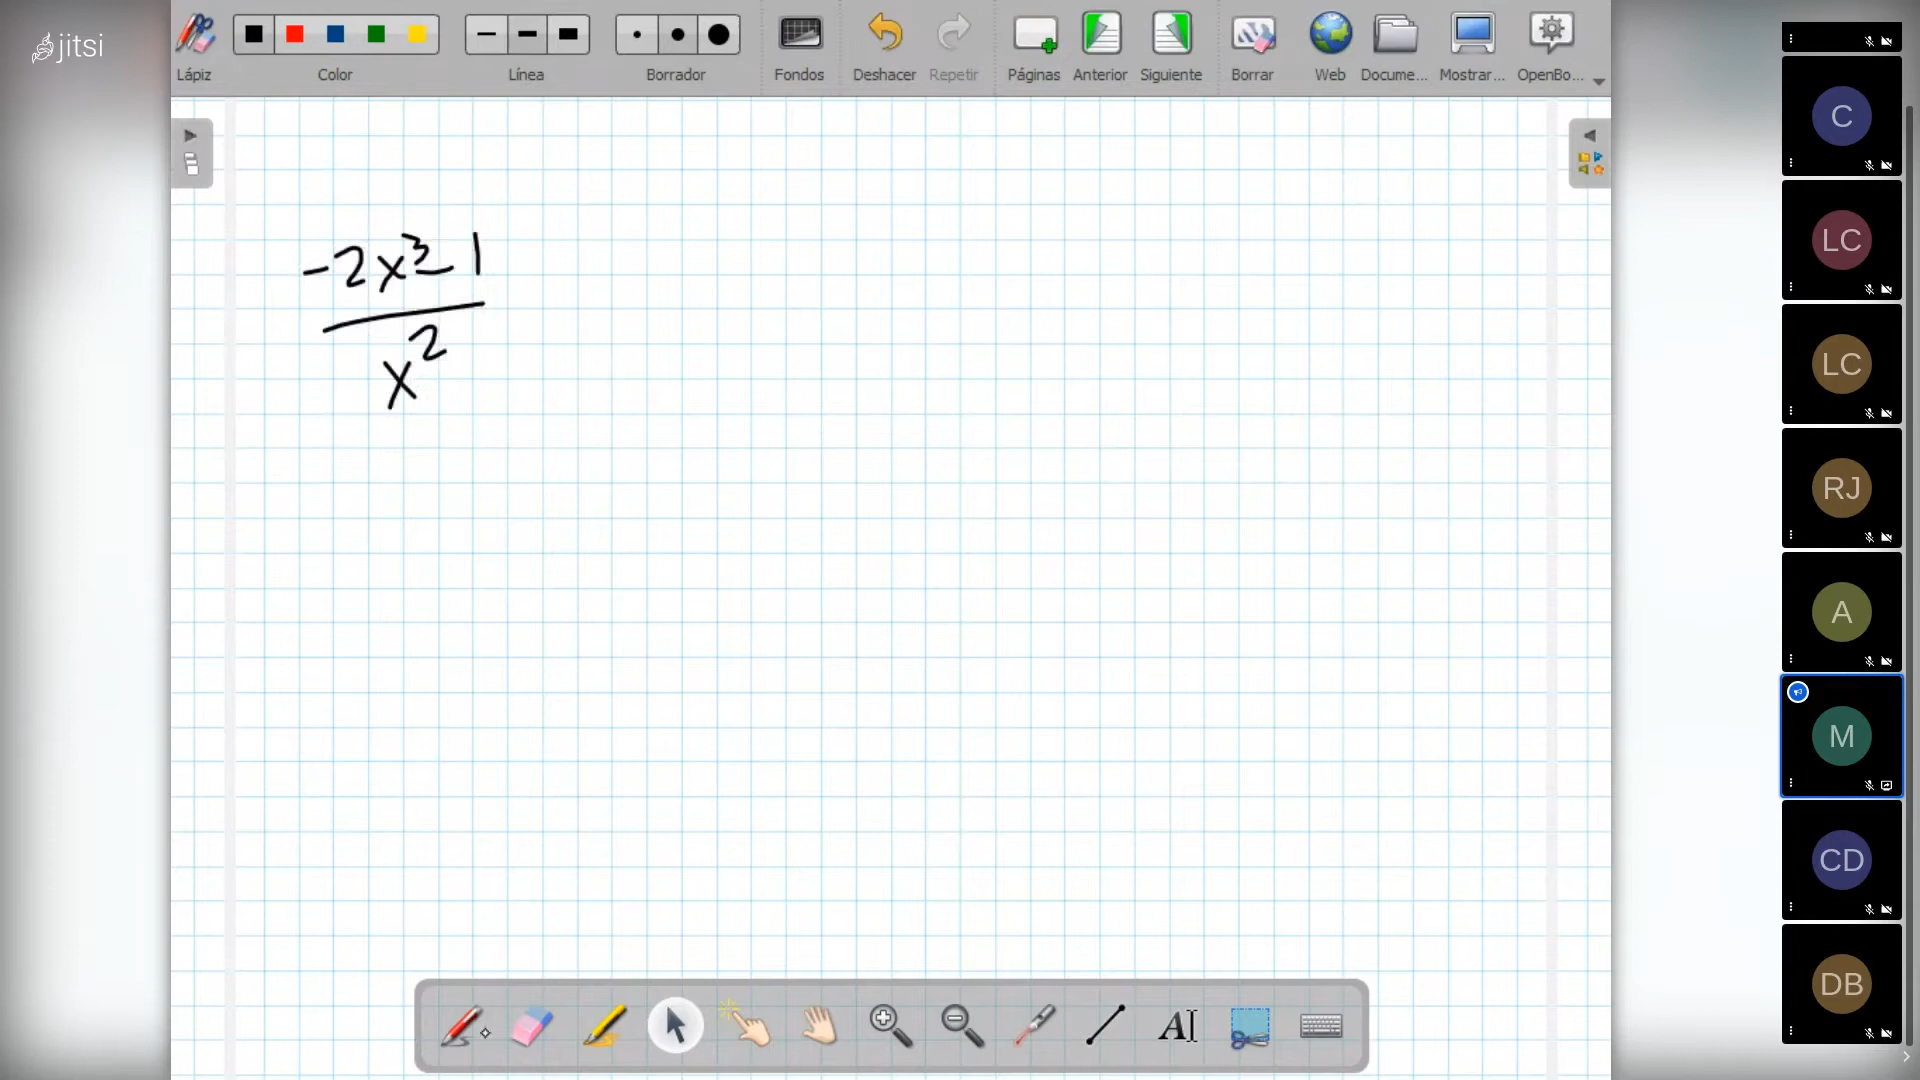 jitsi
Lápiz Color Línea Borrador Fondos Deshacer Repetir Páginas Anterior Siguiente Borrar Web Docume... Mostrar... OpenBo...
-2x³-1
x²
C
LC
LC
RJ
A
M
CD
DB
AI